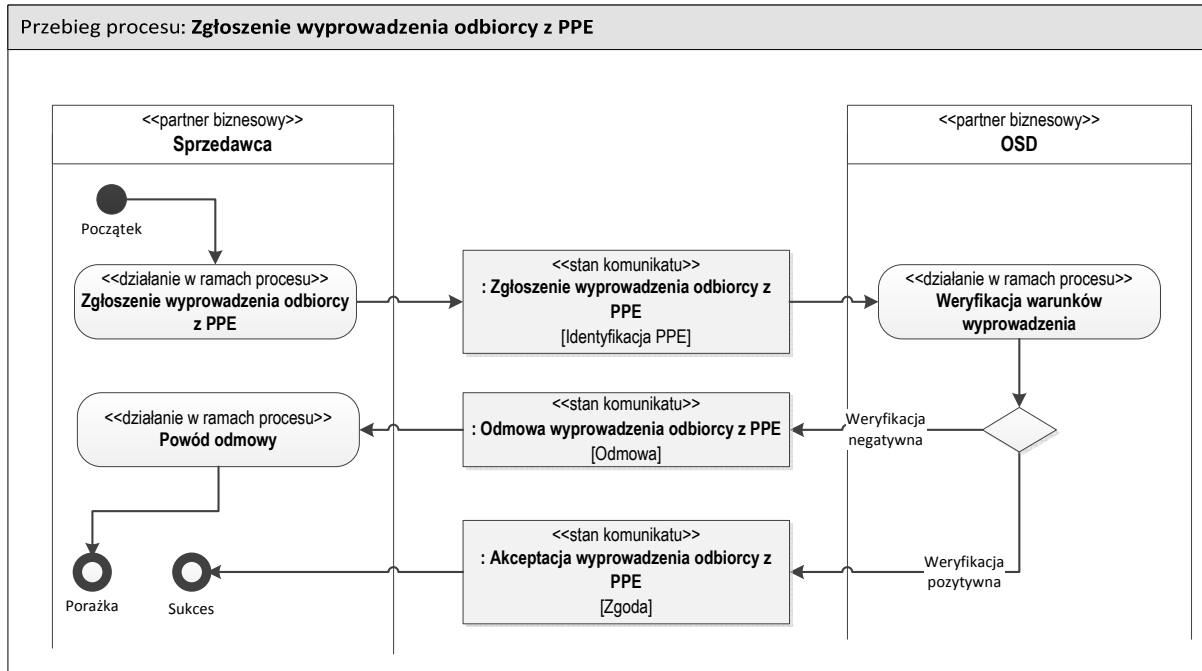 Przebieg procesu: Zgłoszenie wyprowadzenia odbiorcy z PPE
<<partner biznesowy>>
Sprzedawca
<<partner biznesowy>>
OSD
Początek
<<działanie w ramach procesu>>
Zgłoszenie wyprowadzenia odbiorcy
z PPE
<<stan komunikatu>>
: Zgłoszenie wyprowadzenia odbiorcy z
PPE
[Identyfikacja PPE]
<<działanie w ramach procesu>>
Weryfikacja warunków
wyprowadzenia
<<działanie w ramach procesu>>
Powód odmowy
<<stan komunikatu>>
: Odmowa wyprowadzenia odbiorcy z PPE
[Odmowa]
Weryfikacja
negatywna
<<stan komunikatu>>
: Akceptacja wyprowadzenia odbiorcy z
PPE
[Zgoda]
Weryfikacja
pozytywna
Porażka
Sukces